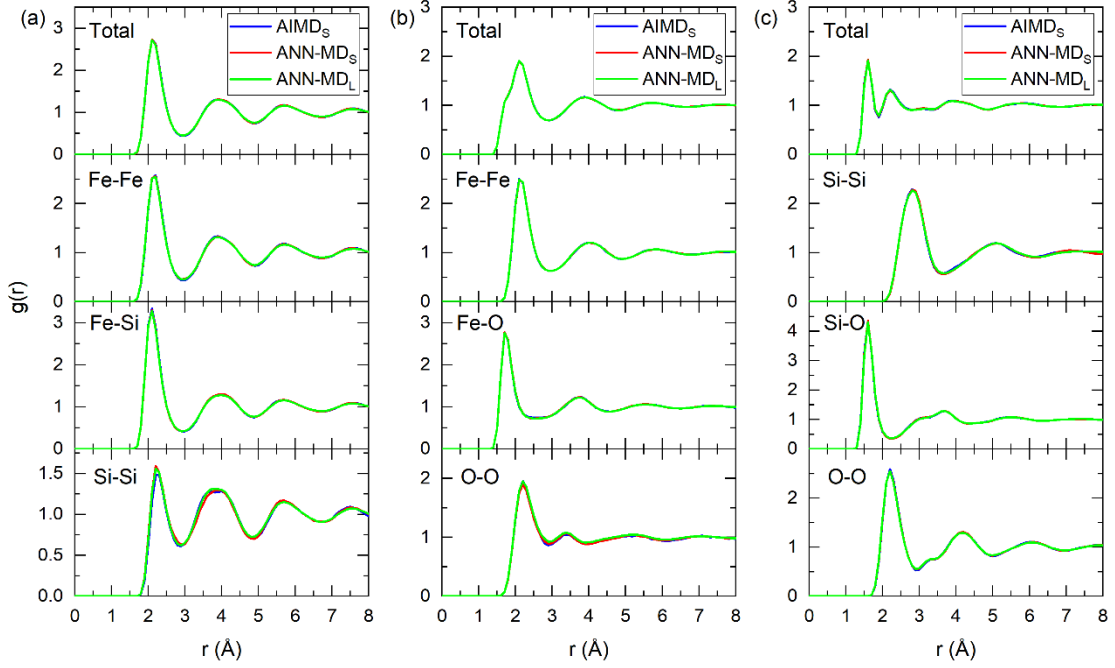 (a)
Total
AIMDS
ANN-MDS
ANN-MDL
3
2
1
0
Fe-Fe
2
1
0
Fe-Si
3
2
1
0
Si-Si
1.5
1.0
0.5
0.0
0 1 2 3 4 5 6 7 8
r (Å)
g(r)
(b)
Total
AIMDS
ANN-MDS
ANN-MDL
3
2
1
0
Fe-Fe
2
1
0
Fe-O
3
2
1
0
O-O
2
1
0
0 1 2 3 4 5 6 7 8
r (Å)
(c)
Total
AIMDS
ANN-MDS
ANN-MDL
3
2
1
0
Si-Si
2
1
0
Si-O
4
3
2
1
0
O-O
2
1
0
0 1 2 3 4 5 6 7 8
r (Å)